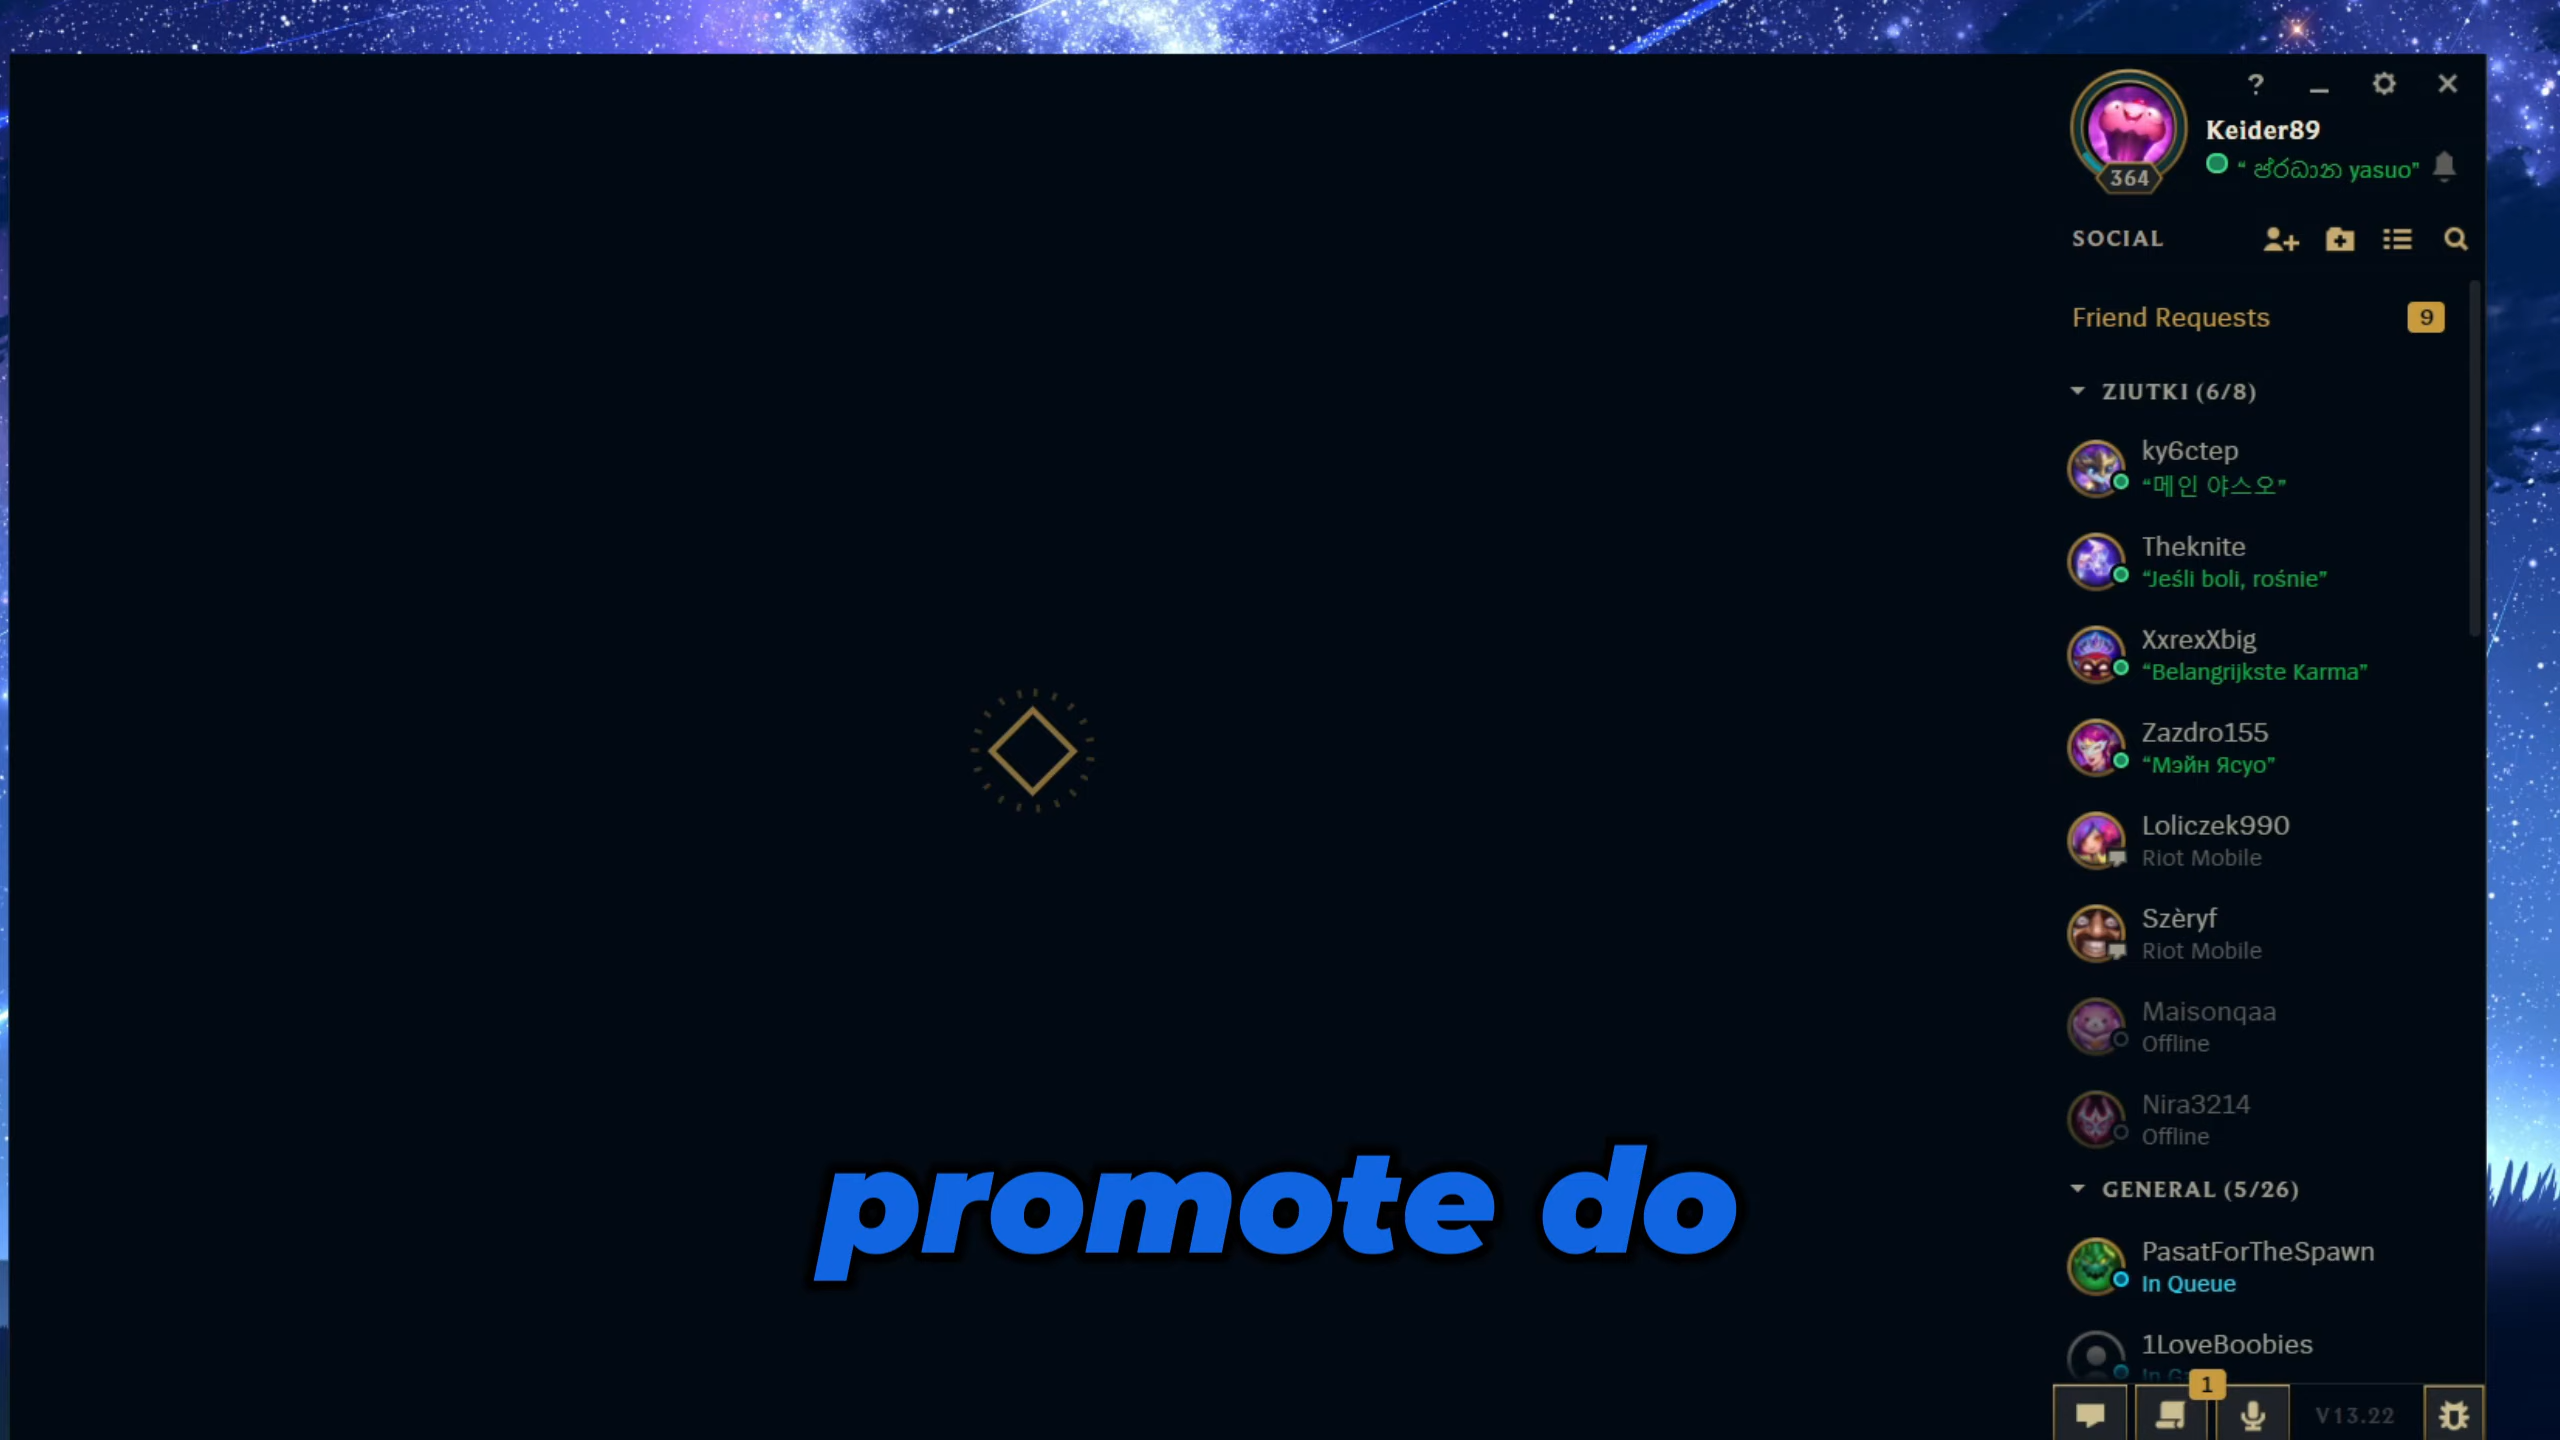 ?
Keider89
364
“ ප්රධාන yasuo”
SOCIAL
Friend Requests 9
ZIUTKI (6/8)
ky6ctep
“메인 야스오”
Theknite
“Jeśli boli, rośnie”
XxrexXbig
“Belangrijkste Karma”
Zazdro155
“Мэйн Ясуо”
Loliczek990
Riot Mobile
Szèryf
Riot Mobile
Maisonqaa
Offline
Nira3214
Offline
promote do
GENERAL (5/26)
PasatForTheSpawn
In Queue
1LoveBoobies
1
V13.22